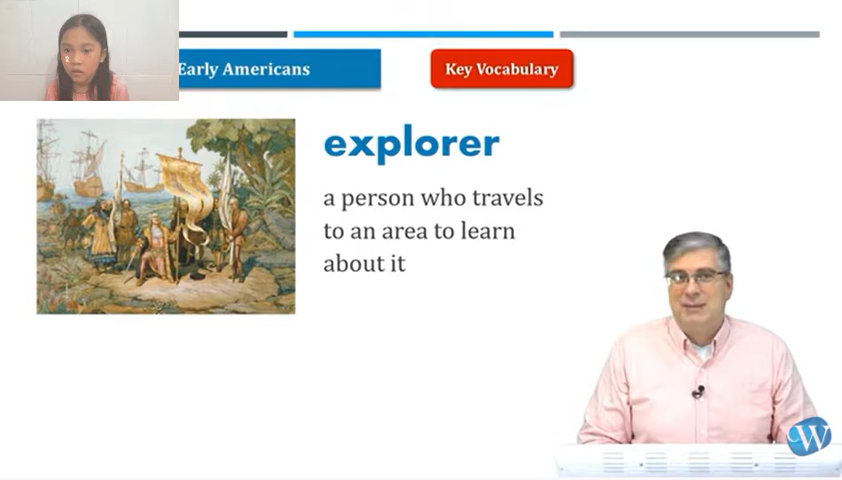 Early Americans
Key Vocabulary
explorer
a person who travels
to an area to learn
about it
W